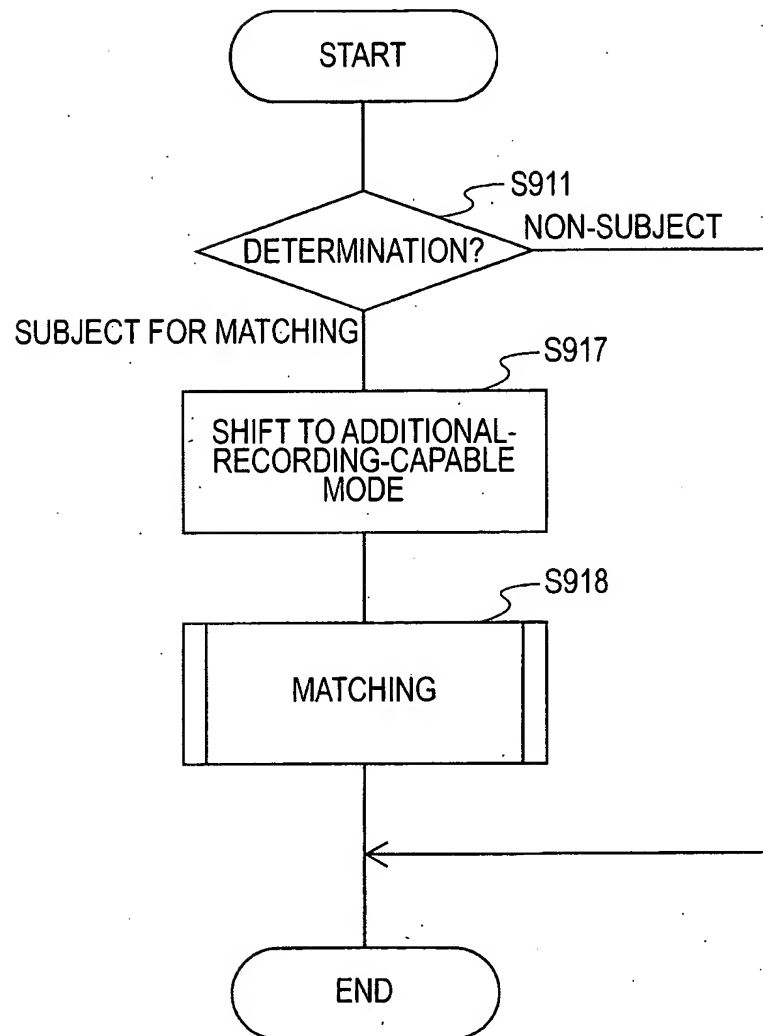 START
S911
DETERMINATION?
NON-SUBJECT
SUBJECT FOR MATCHING
S917
SHIFT TO ADDITIONAL-
RECORDING-CAPABLE
MODE
S918
MATCHING
END